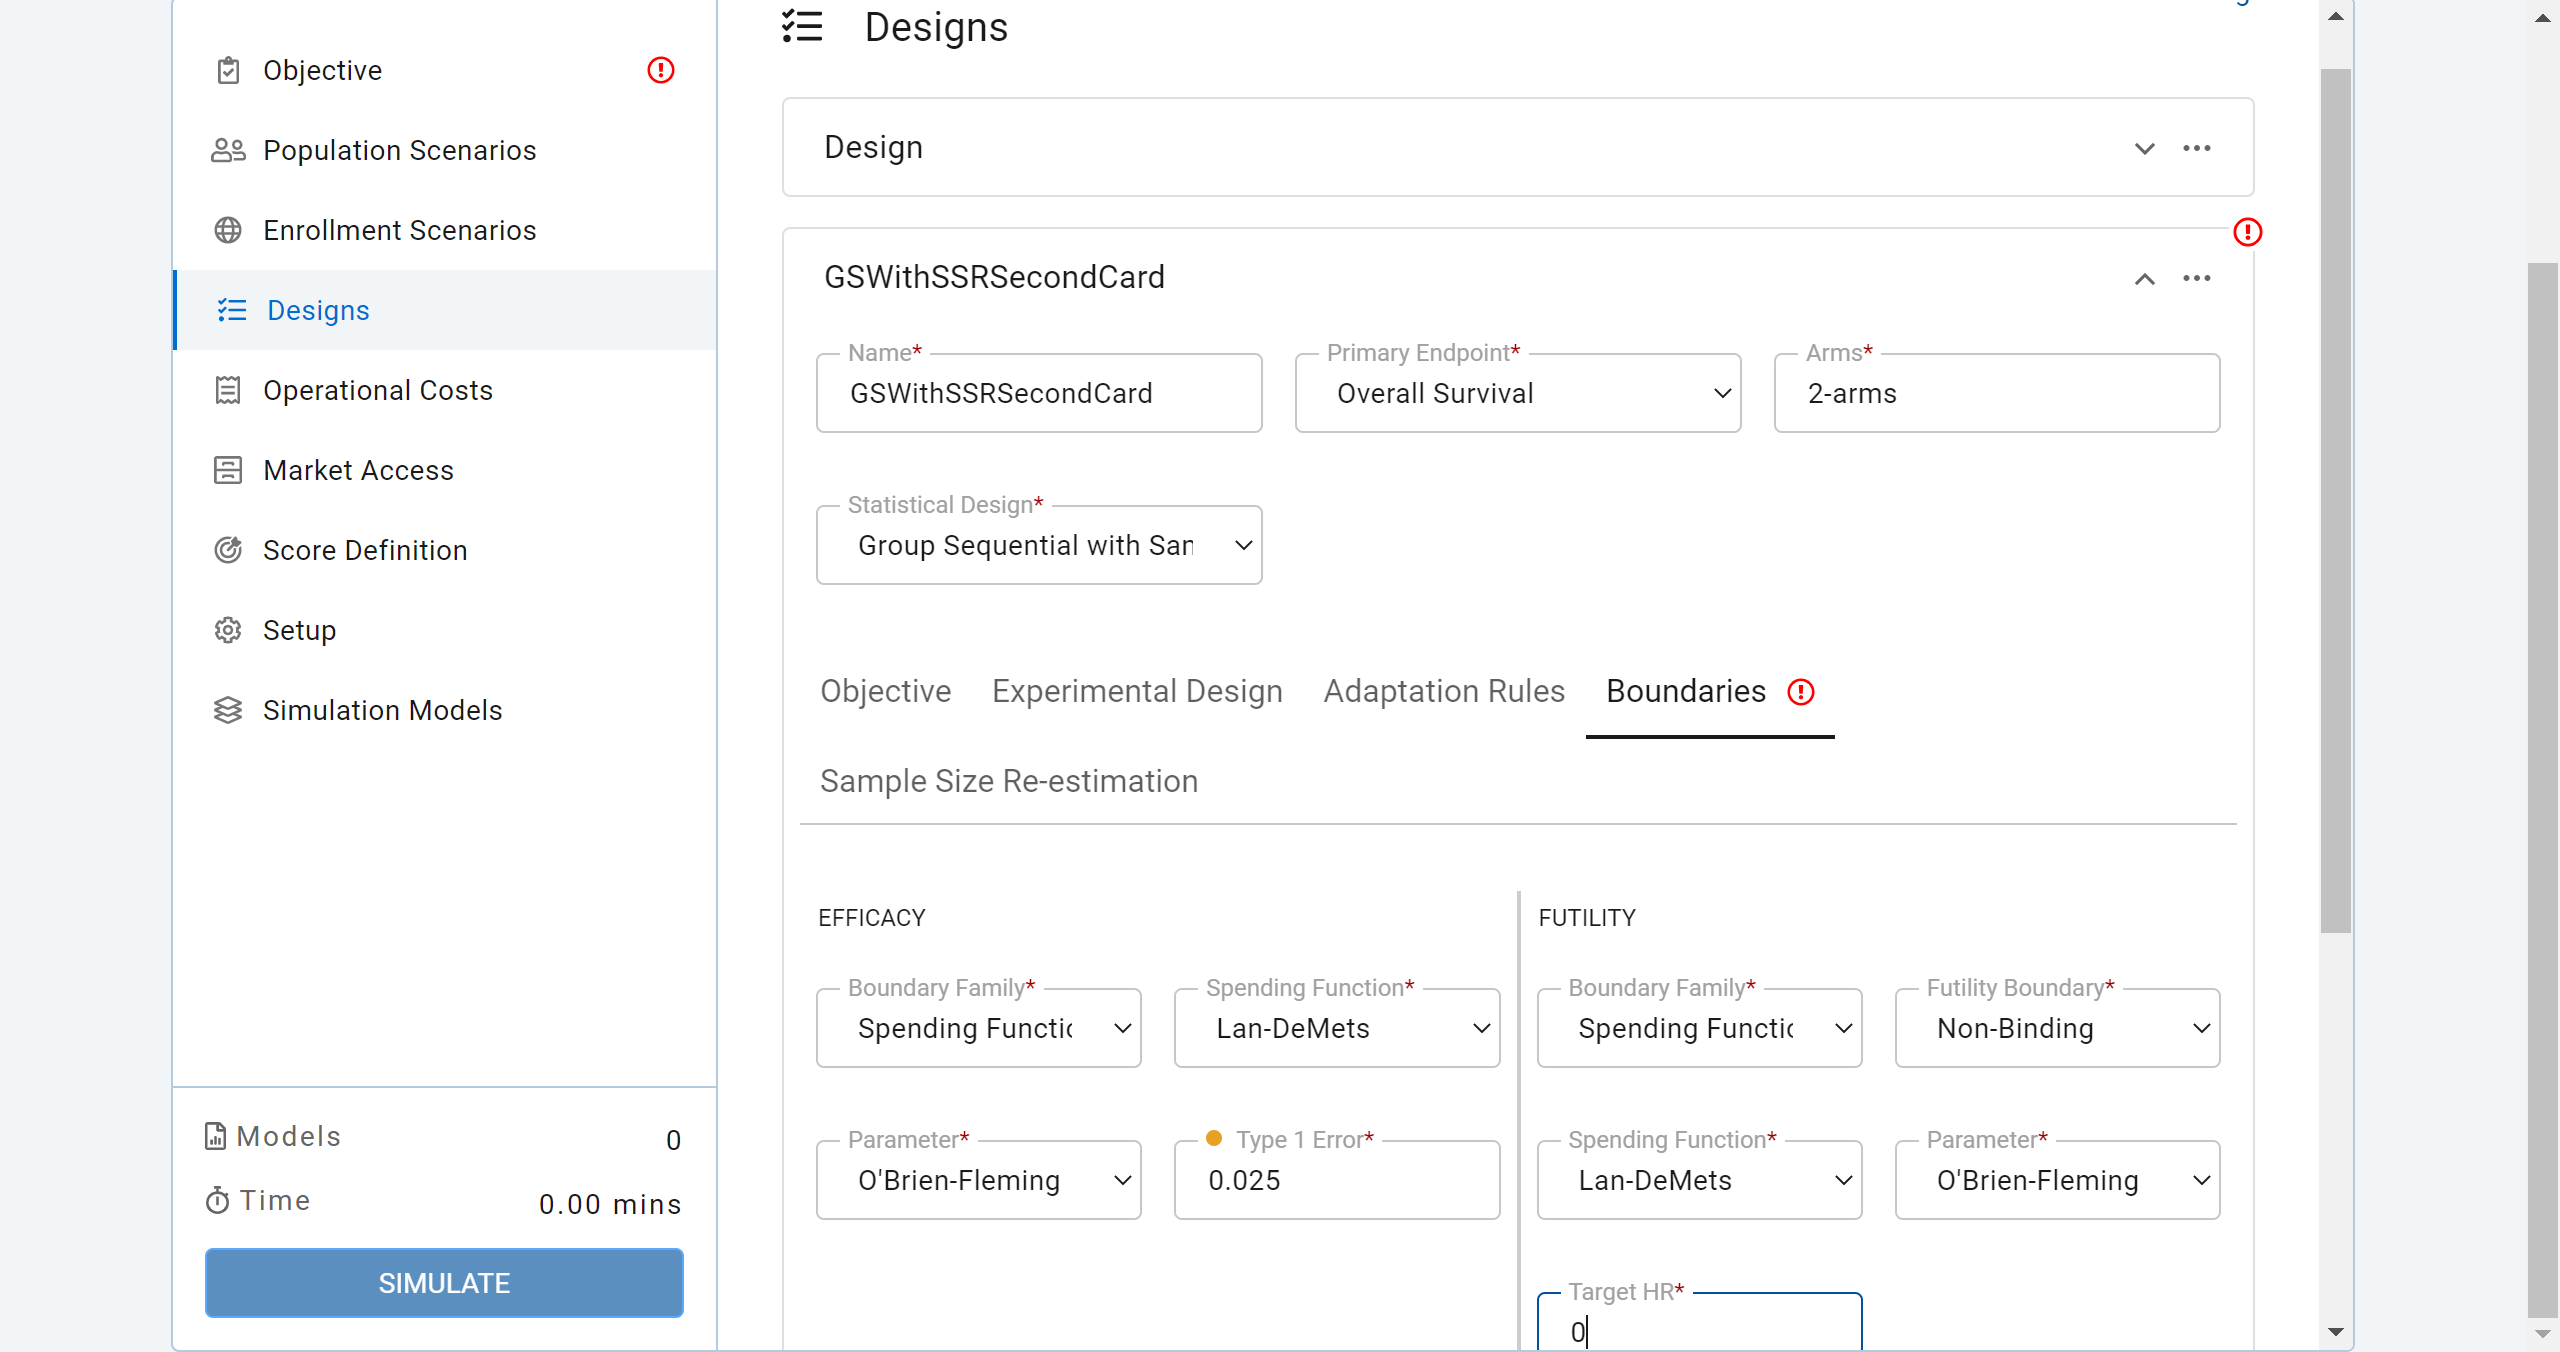 Objective
Population Scenarios
Enrollment Scenarios
Designs
Operational Costs
Market Access
Score Definition
Setup
Simulation Models
Models 0
Time 0.00 mins
SIMULATE
Designs
Design
GSWithSSRSecondCard
Name* Primary Endpoint* Arms*
GSWithSSRSecondCard Overall Survival 2-arms
Statistical Design*
Group Sequential with San
Objective Experimental Design Adaptation Rules Boundaries
Sample Size Re-estimation
EFFICACY
Boundary Family* Spending Function*
Spending Functic Lan-DeMets
Parameter* Type 1 Error*
O'Brien-Fleming 0.025
FUTILITY
Boundary Family* Futility Boundary*
Spending Functic Non-Binding
Spending Function* Parameter*
Lan-DeMets O'Brien-Fleming
Target HR*
0